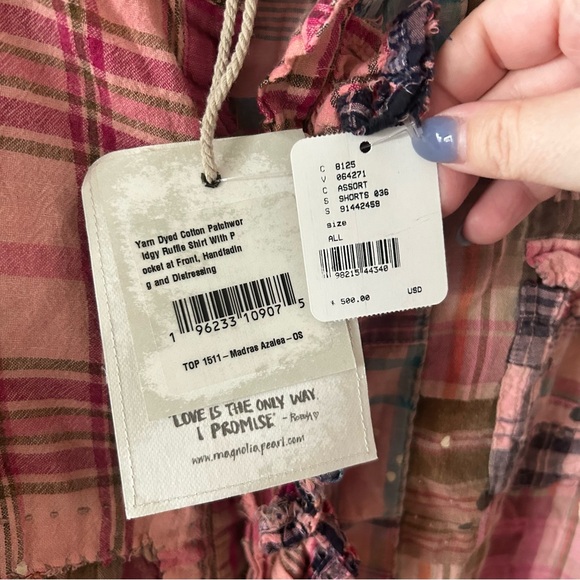 Yarn Dyed Cotton Patchwor
idgy Ruffle Shirt With P
ocket at Front, Handfadin
g and Distressing
1 96233 10907 5
TOP 1511-Madras Azalea-OS
"LOVE IS THE ONLY WAY.
I PROMISE" -Robin♡
www.magnoliapearl.com
C 8125
V 064271
C ASSORT
S SHORTS 036
S 91442459
size
ALL
98215 44340
500.00 USD